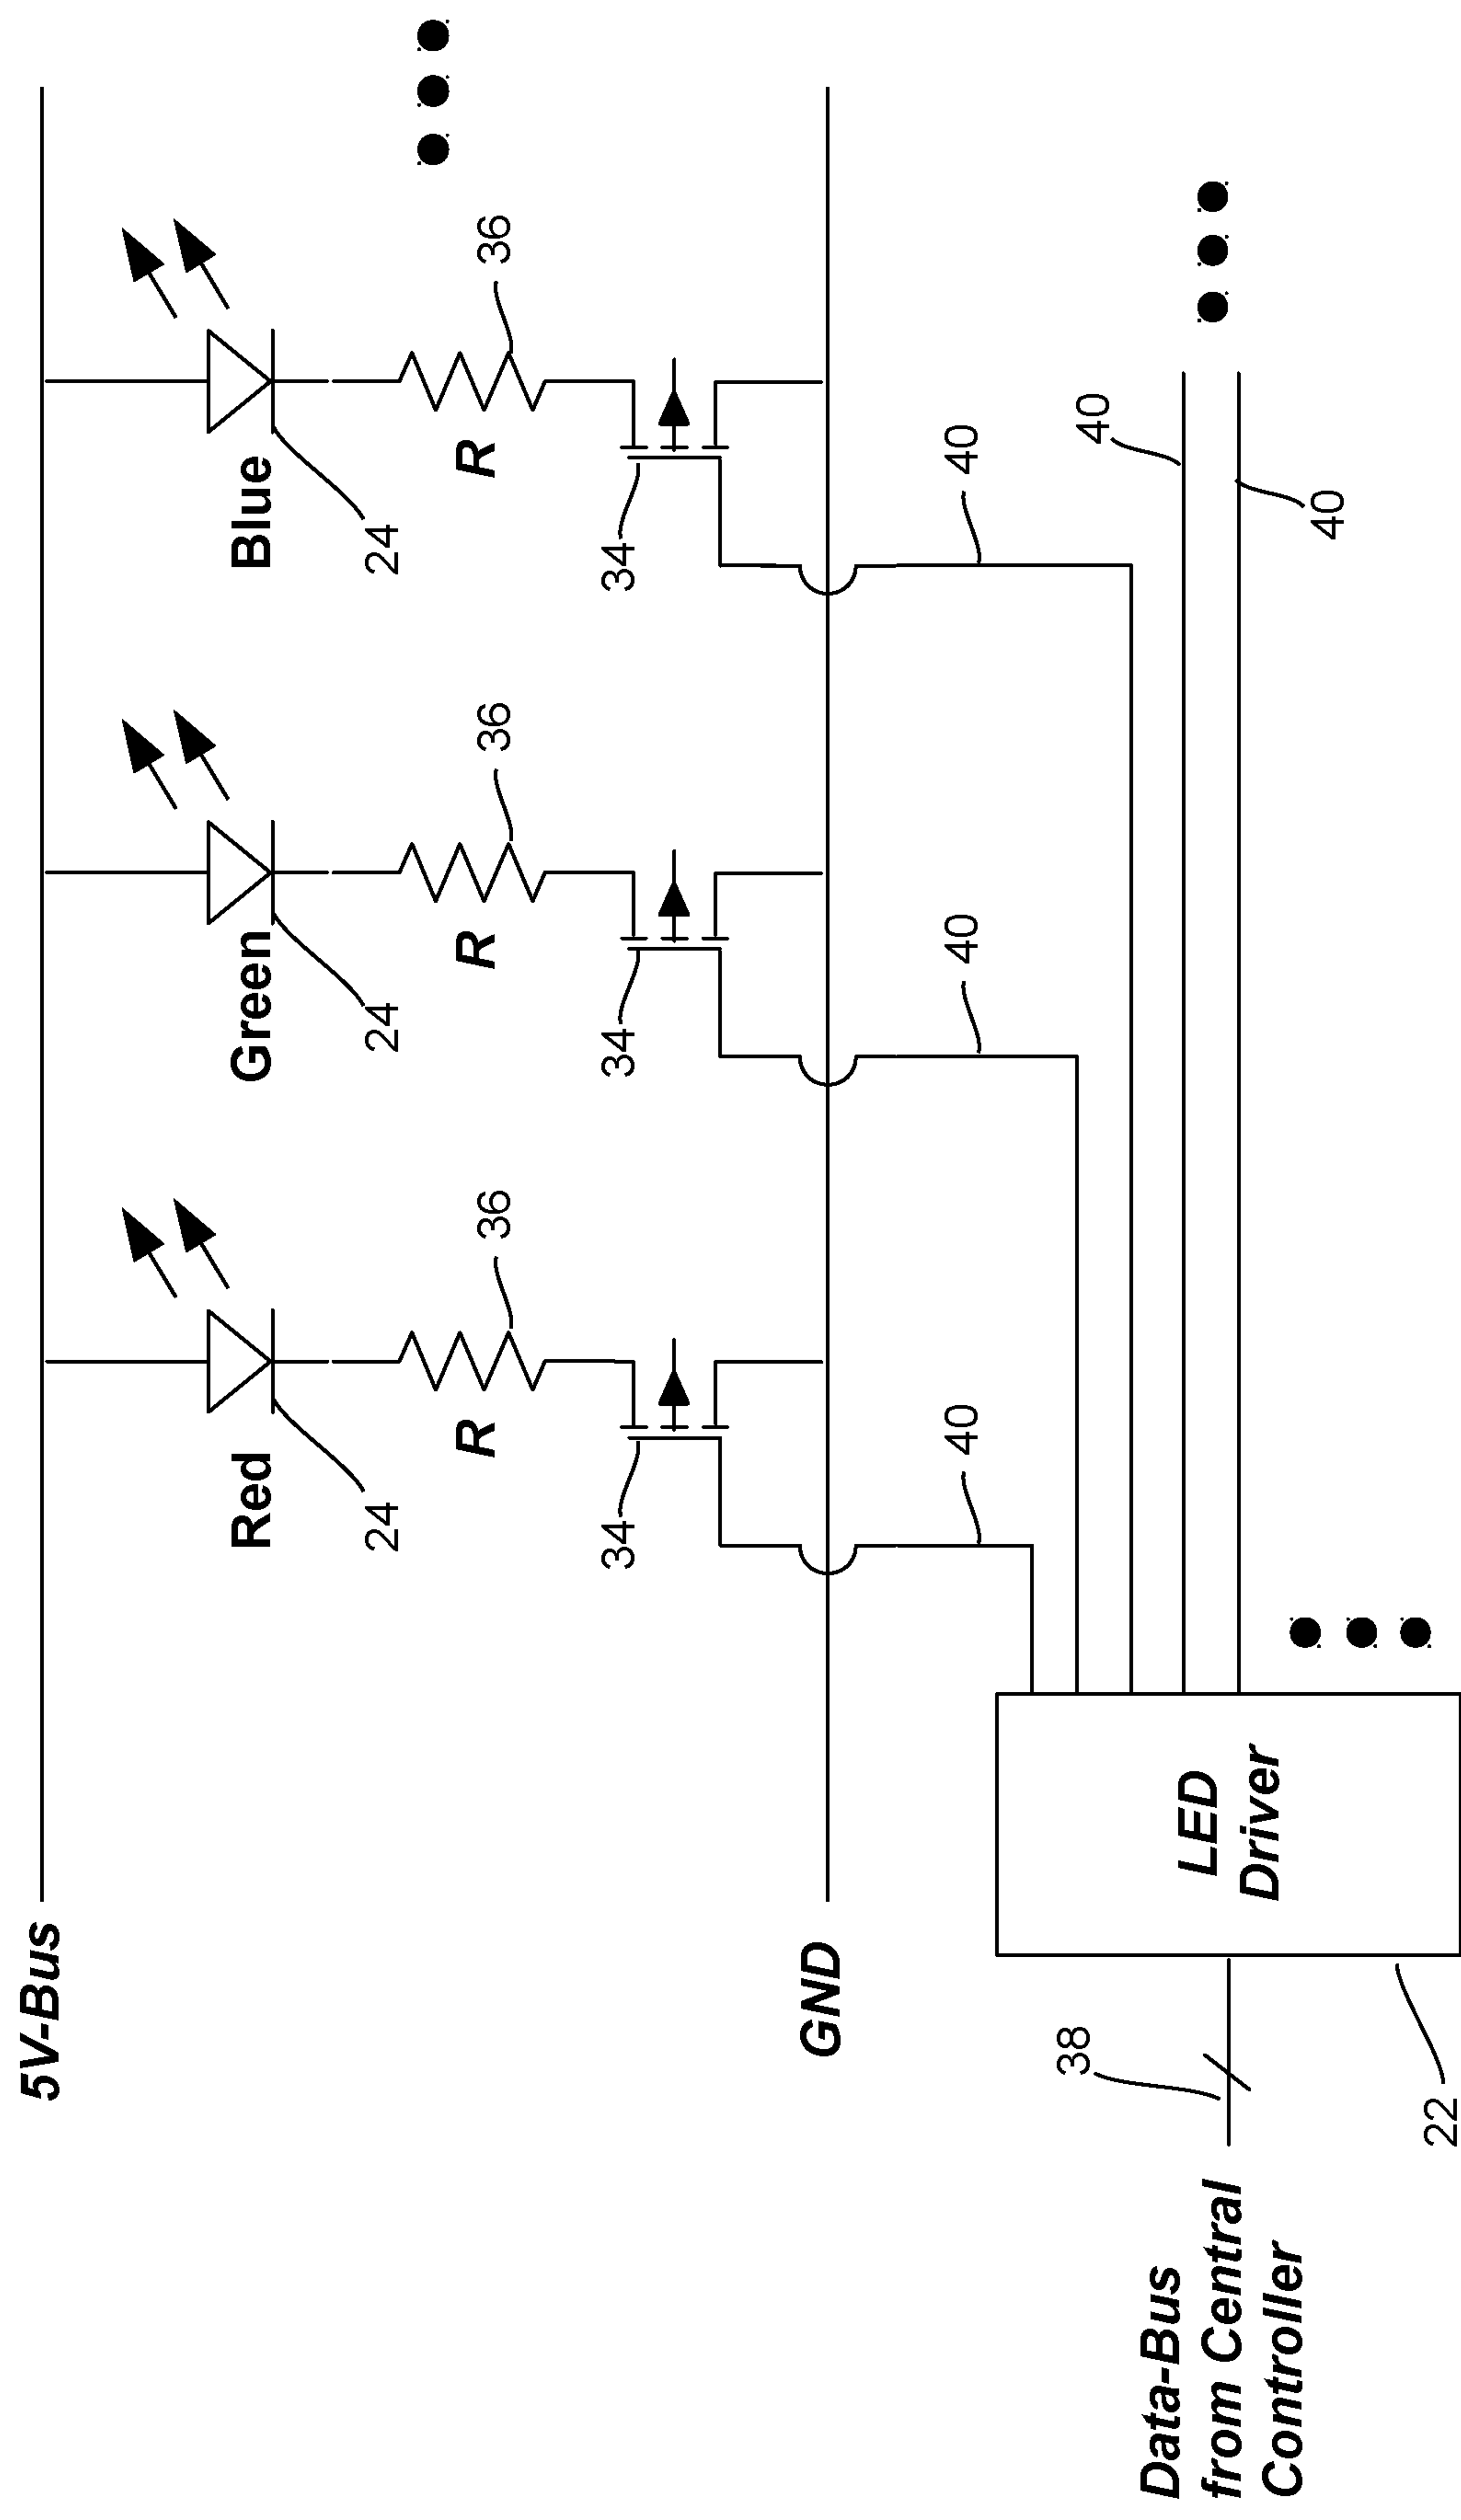 5V-Bus
Red
Green
Blue
24
24
24
36
36
36
R
R
R
34
34
34
GND
40
40
40
40
40
38
LED
Driver
22
Data-Bus
from Central
Controller